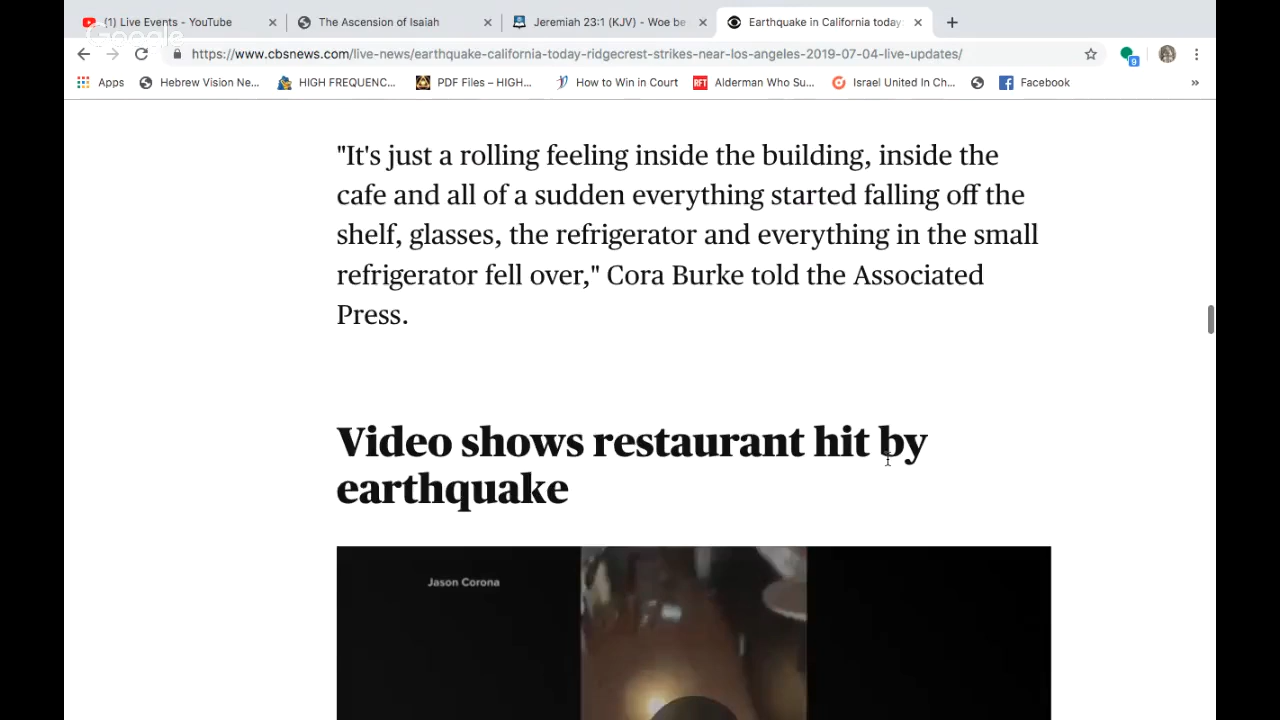 (1) Live Events - YouTube
The Ascension of Isaiah
Jeremiah 23:1 (KJV) - Woe be
Earthquake in California today:
Google
https://www.cbsnews.com/live-news/earthquake-california-today-ridgecrest-strikes-near-los-angeles-2019-07-04-live-updates/
9
Apps
Hebrew Vision Ne...
HIGH FREQUENC...
PDF Files – HIGH...
How to Win in Court
RFT
Alderman Who Su...
Israel United In Ch...
Facebook
»
"It's just a rolling feeling inside the building, inside the
cafe and all of a sudden everything started falling off the
shelf, glasses, the refrigerator and everything in the small
refrigerator fell over," Cora Burke told the Associated
Press.
Video shows restaurant hit by
earthquake
Jason Corona